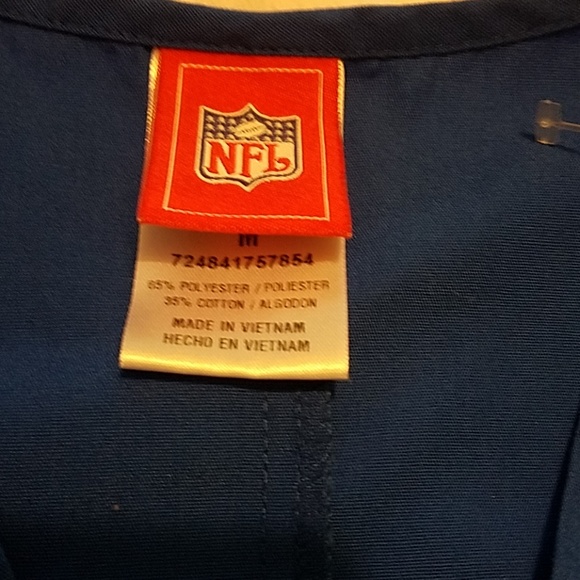 NFL
M
724841757854
65% POLYESTER / POLIESTER
35% COTTON / ALGODON
MADE IN VIETNAM
HECHO EN VIETNAM